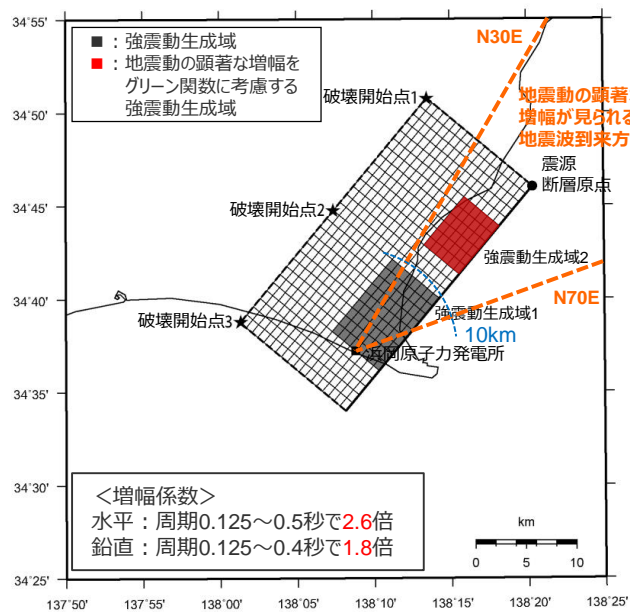 ■：強震動生成域
■：地震動の顕著な増幅を
グリーン関数に考慮する
強震動生成域
N30E
地震動の顕著
増幅が見られる
地震波到来方
破壊開始点1
震源
断層原点
破壊開始点2
強震動生成域2
N70E
強震動生成域1
10km
破壊開始点3
浜岡原子力発電所
＜増幅係数＞
水平：周期0.125～0.5秒で2.6倍
鉛直：周期0.125～0.4秒で1.8倍
km
0 5 10
34˚55'
34˚50'
34˚45'
34˚40'
34˚35'
34˚30'
34˚25'
137˚50' 137˚55' 138˚00' 138˚05' 138˚10' 138˚15' 138˚20' 138˚25'